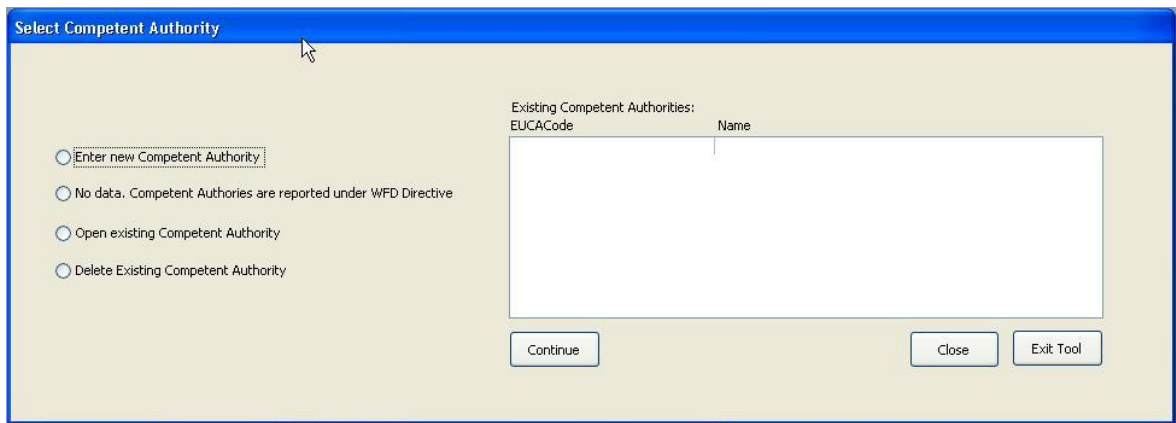 Select Competent Authority
Enter new Competent Authority
No data. Competent Authories are reported under WFD Directive
Open existing Competent Authority
Delete Existing Competent Authority
Existing Competent Authorities:
EUCACode Name
Continue
Close
Exit Tool